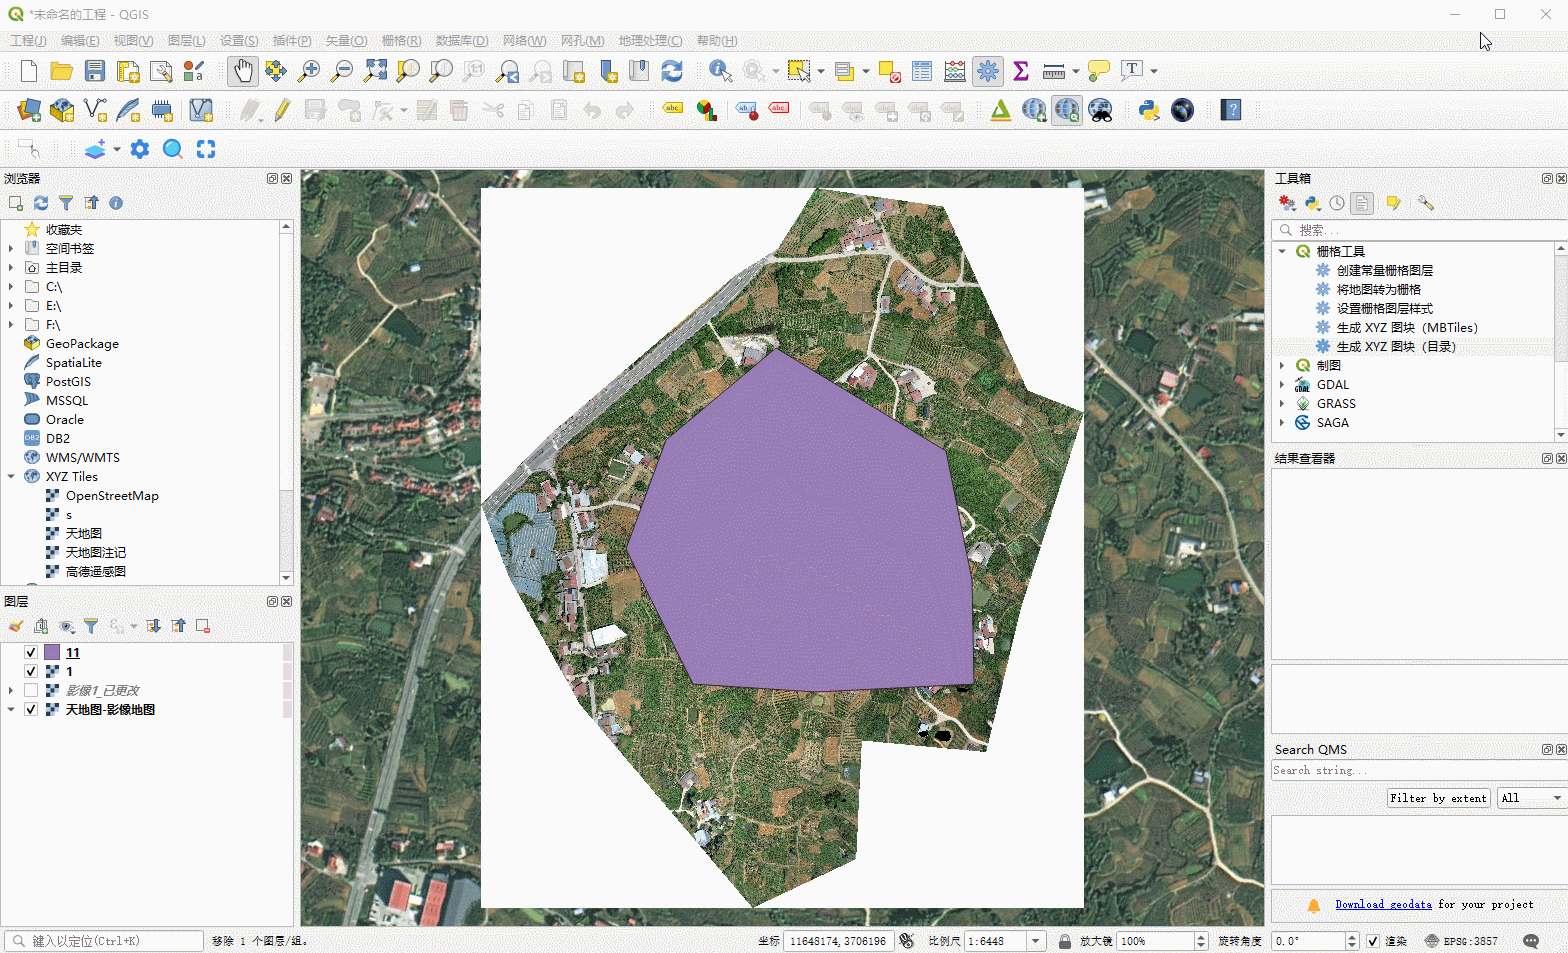 *未命名的工程 - QGIS
工程(J) 编辑(E) 视图(V) 图层(L) 设置(S) 插件(P) 矢量(O) 栅格(R) 数据库(D) 网络(W) 网孔(M) 地理处理(C) 帮助(H)
浏览器
收藏夹
空间书签
主目录
C:\
E:\
F:\
GeoPackage
SpatiaLite
PostGIS
MSSQL
Oracle
DB2
WMS/WMTS
XYZ Tiles
OpenStreetMap
s
天地图
天地图注记
高德遥感图
图层
11
1
影像1_已更改
天地图-影像地图
工具箱
搜索...
栅格工具
创建常量栅格图层
将地图转为栅格
设置栅格图层样式
生成 XYZ 图块（MBTiles）
生成 XYZ 图块（目录）
制图
GDAL
GRASS
SAGA
结果查看器
Search QMS
Search string...
Filter by extent All
Download geodata for your project
键入以定位(Ctrl+K) 移除 1 个图层/组。 坐标 11648174,3706196 比例尺 1:6448 放大镜 100% 旋转角度 0.0° 渲染 EPSG:3857